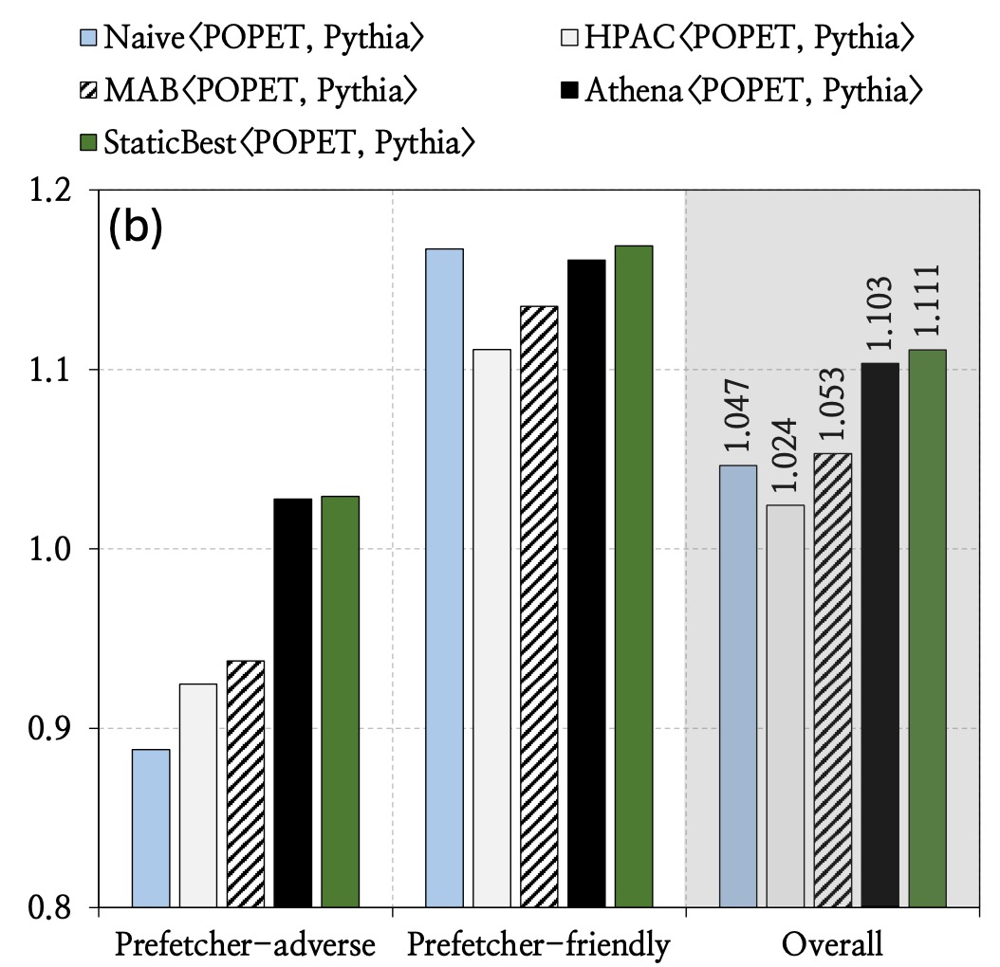 Naive〈POPET, Pythia〉
HPAC〈POPET, Pythia〉
MAB〈POPET, Pythia〉
Athena〈POPET, Pythia〉
StaticBest〈POPET, Pythia〉
1.2
1.1
1.0
0.9
0.8
(b)
1.047
1.024
1.053
1.103
1.111
Prefetcher-adverse
Prefetcher-friendly
Overall